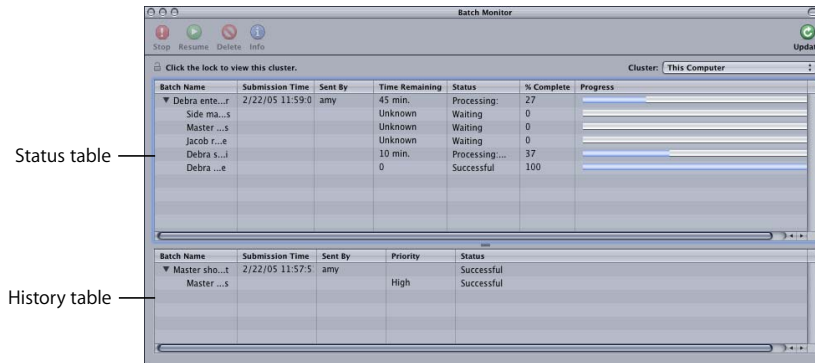 Batch Monitor
Stop Resume Delete Info
Updat
Click the lock to view this cluster. Cluster: This Computer
Batch Name Submission Time Sent By Time Remaining Status % Complete Progress
Debra ente...r 2/22/05 11:59:0 amy 45 min. Processing: 27
Side ma...s Unknown Waiting 0
Master ...s Unknown Waiting 0
Jacob r...e Unknown Waiting 0
Status table
Debra s...i 10 min. Processing:... 37
Debra ...e 0 Successful 100
Batch Name Submission Time Sent By Priority Status
Master sho...t 2/22/05 11:57:5 amy Successful
Master ...s High Successful
History table